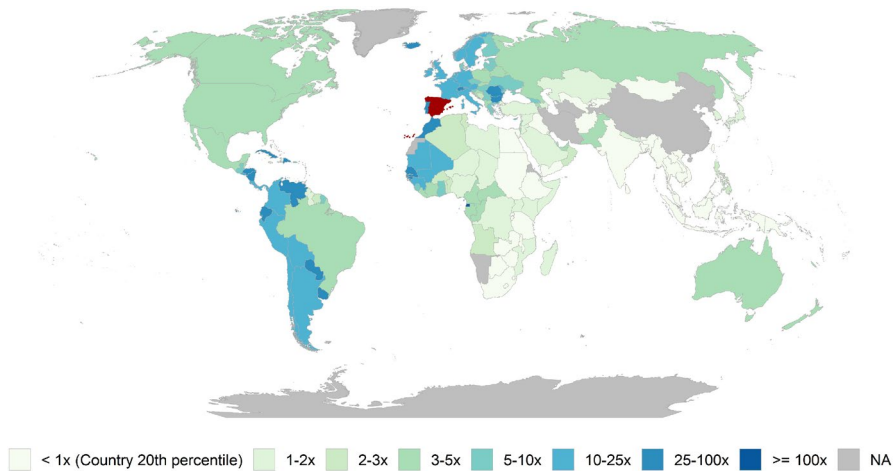 < 1x (Country 20th percentile) 1-2x 2-3x 3-5x 5-10x 10-25x 25-100x >= 100x NA